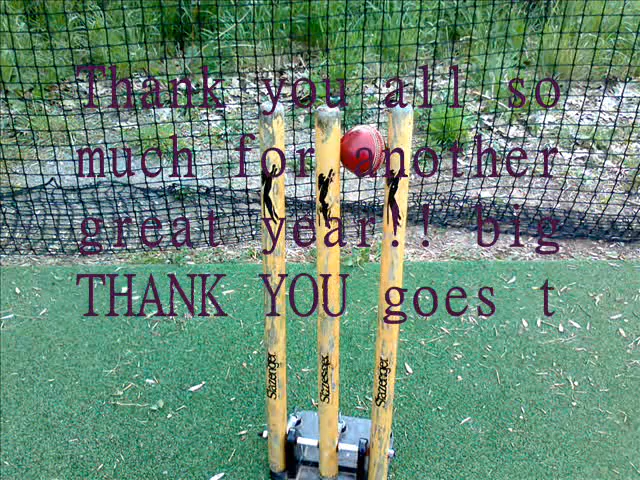 Thank you all so
much for another
great year!! big
THANK YOU goes t
Slazenger
Slazenger
Slazenger